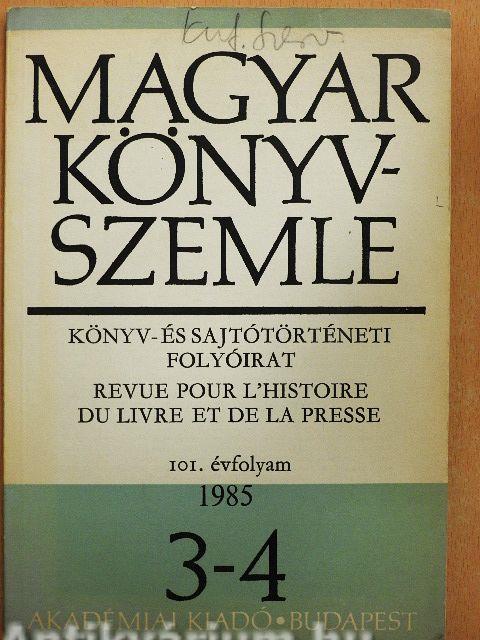 MAGYAR
KÖNYV-
SZEMLE
KÖNYV- ÉS SAJTÓTÖRTÉNETI
FOLYÓIRAT
REVUE POUR L'HISTOIRE
DU LIVRE ET DE LA PRESSE
101. évfolyam
1985
3-4
AKADÉMIAI KIADÓ • BUDAPEST